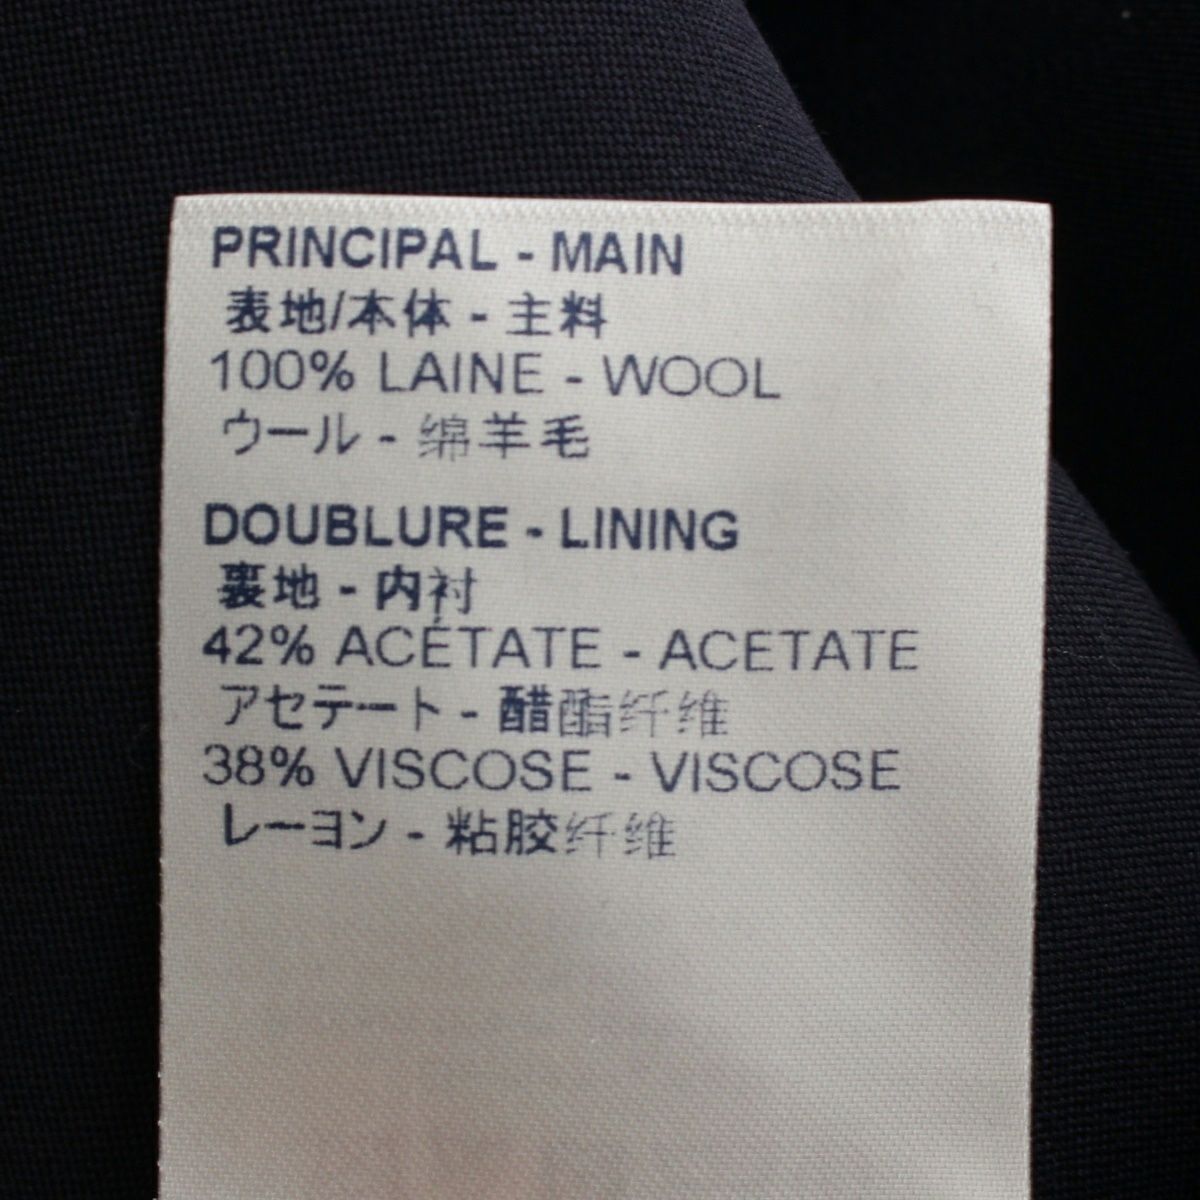 PRINCIPAL - MAIN
表地/本体 - 主料
100% LAINE - WOOL
ウール - 绵羊毛
DOUBLURE - LINING
裏地 - 内衬
42% ACÉTATE - ACETATE
アセテート - 醋酯纤维
38% VISCOSE - VISCOSE
レーヨン - 粘胶纤维